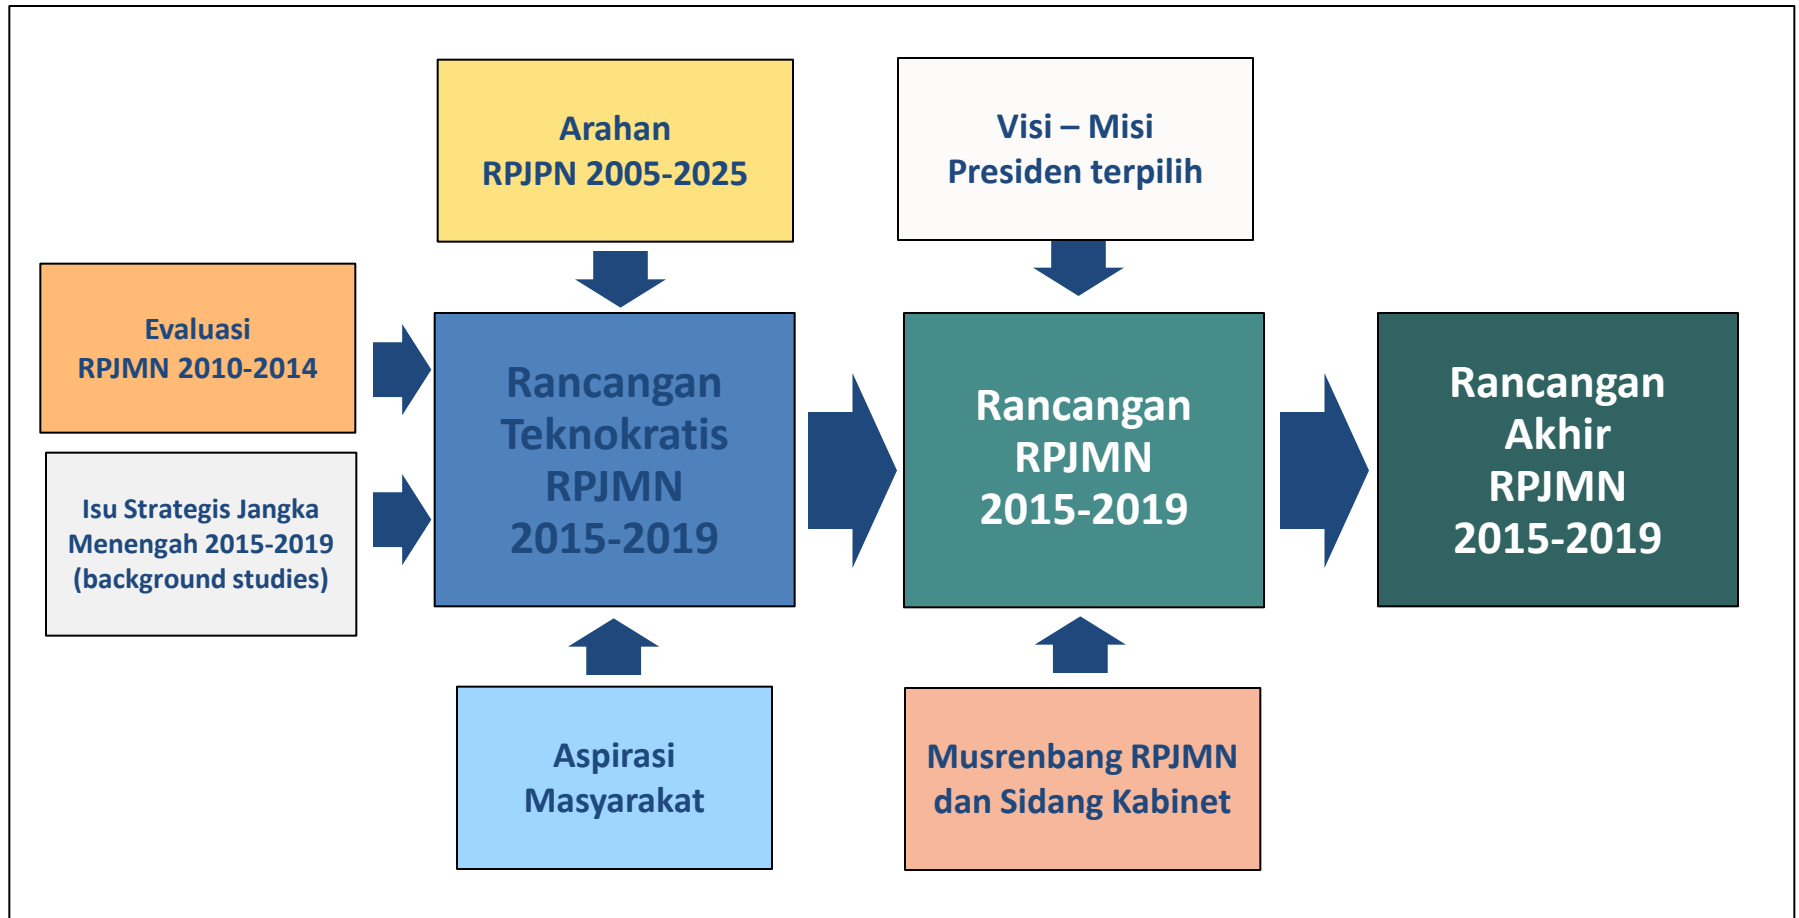 Arahan
RPJPN 2005-2025
Visi – Misi
Presiden terpilih
Evaluasi
RPJMN 2010-2014
Isu Strategis Jangka
Menengah 2015-2019
(background studies)
Rancangan
Teknokratis
RPJMN
2015-2019
Rancangan
RPJMN
2015-2019
Rancangan
Akhir
RPJMN
2015-2019
Aspirasi
Masyarakat
Musrenbang RPJMN
dan Sidang Kabinet